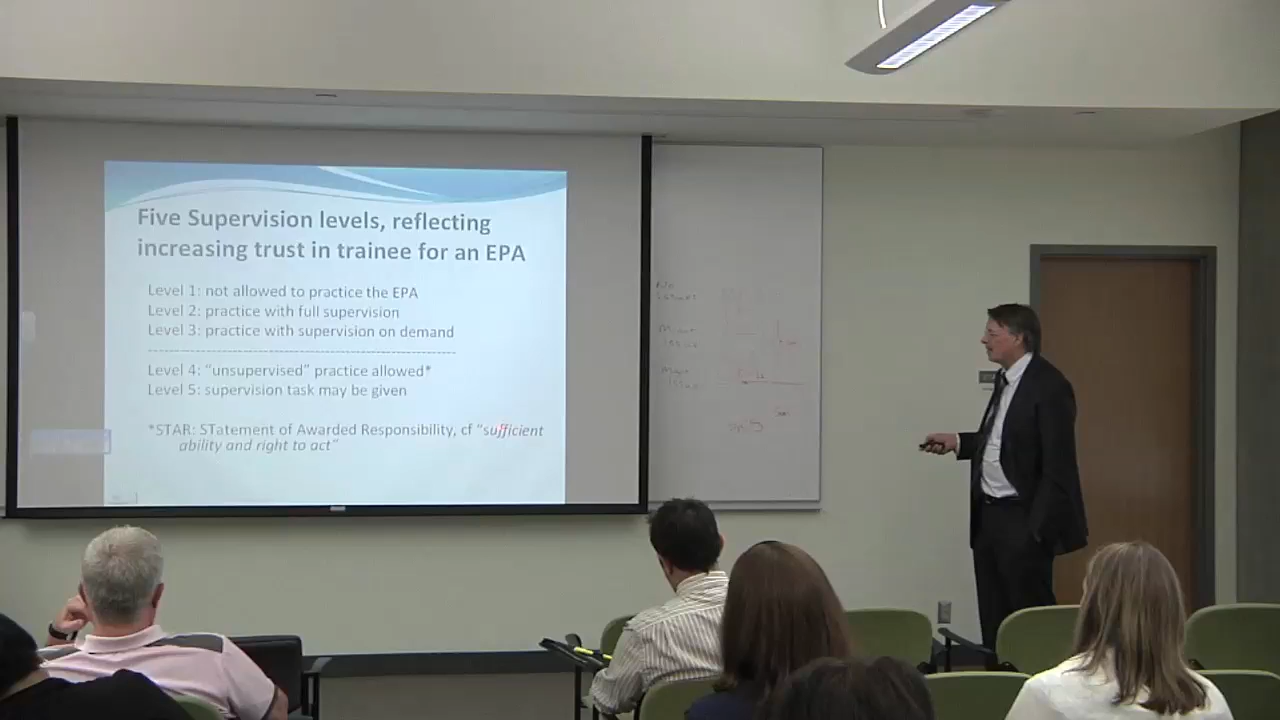 Five Supervision levels, reflecting
increasing trust in trainee for an EPA
Level 1: not allowed to practice the EPA
Level 2: practice with full supervision
Level 3: practice with supervision on demand
--------------------------------------------------------
Level 4: “unsupervised” practice allowed*
Level 5: supervision task may be given
*STAR: STatement of Awarded Responsibility, cf “sufficient
ability and right to act”